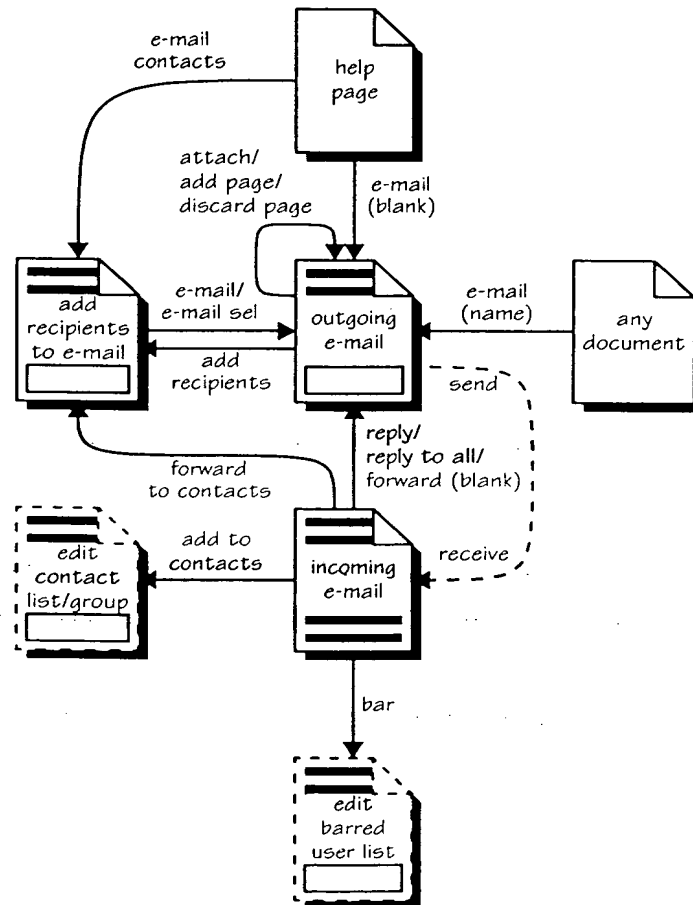 e-mail
contacts
help
page
attach/
add page/
discard page
e-mail
(blank)
add
recipients
to e-mail
e-mail/
e-mail sel
add
recipients
outgoing
e-mail
e-mail
(name)
any
document
send
forward
to contacts
reply/
reply to all/
forward (blank)
edit
contact
list/group
add to
contacts
incoming
e-mail
receive
bar
edit
barred
user list